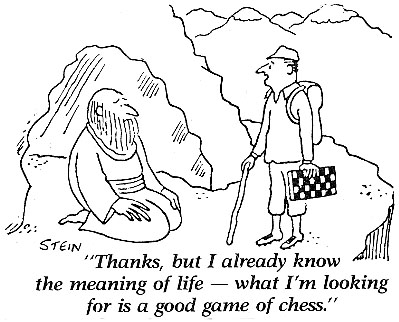 STEIN
"Thanks, but I already know
the meaning of life — what I'm looking
for is a good game of chess."